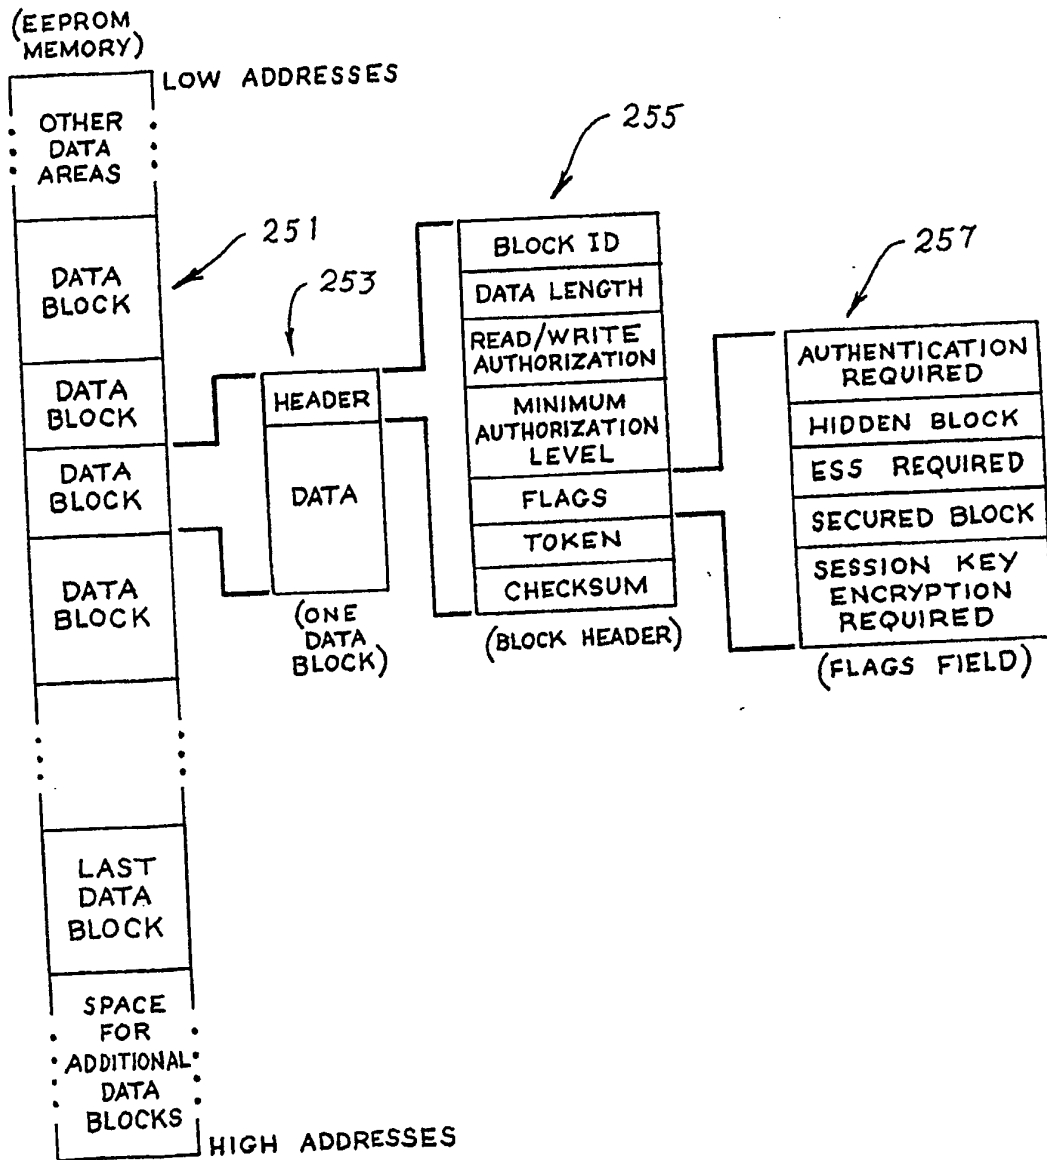 (EEPROM
MEMORY)
LOW ADDRESSES
OTHER
DATA
AREAS
251
DATA
BLOCK
DATA
BLOCK
DATA
BLOCK
DATA
BLOCK
LAST
DATA
BLOCK
SPACE
FOR
ADDITIONAL
DATA
BLOCKS
HIGH ADDRESSES
253
HEADER
DATA
(ONE
DATA
BLOCK)
255
BLOCK ID
DATA LENGTH
READ/WRITE
AUTHORIZATION
MINIMUM
AUTHORIZATION
LEVEL
FLAGS
TOKEN
CHECKSUM
(BLOCK HEADER)
257
AUTHENTICATION
REQUIRED
HIDDEN BLOCK
ESS REQUIRED
SECURED BLOCK
SESSION KEY
ENCRYPTION
REQUIRED
(FLAGS FIELD)